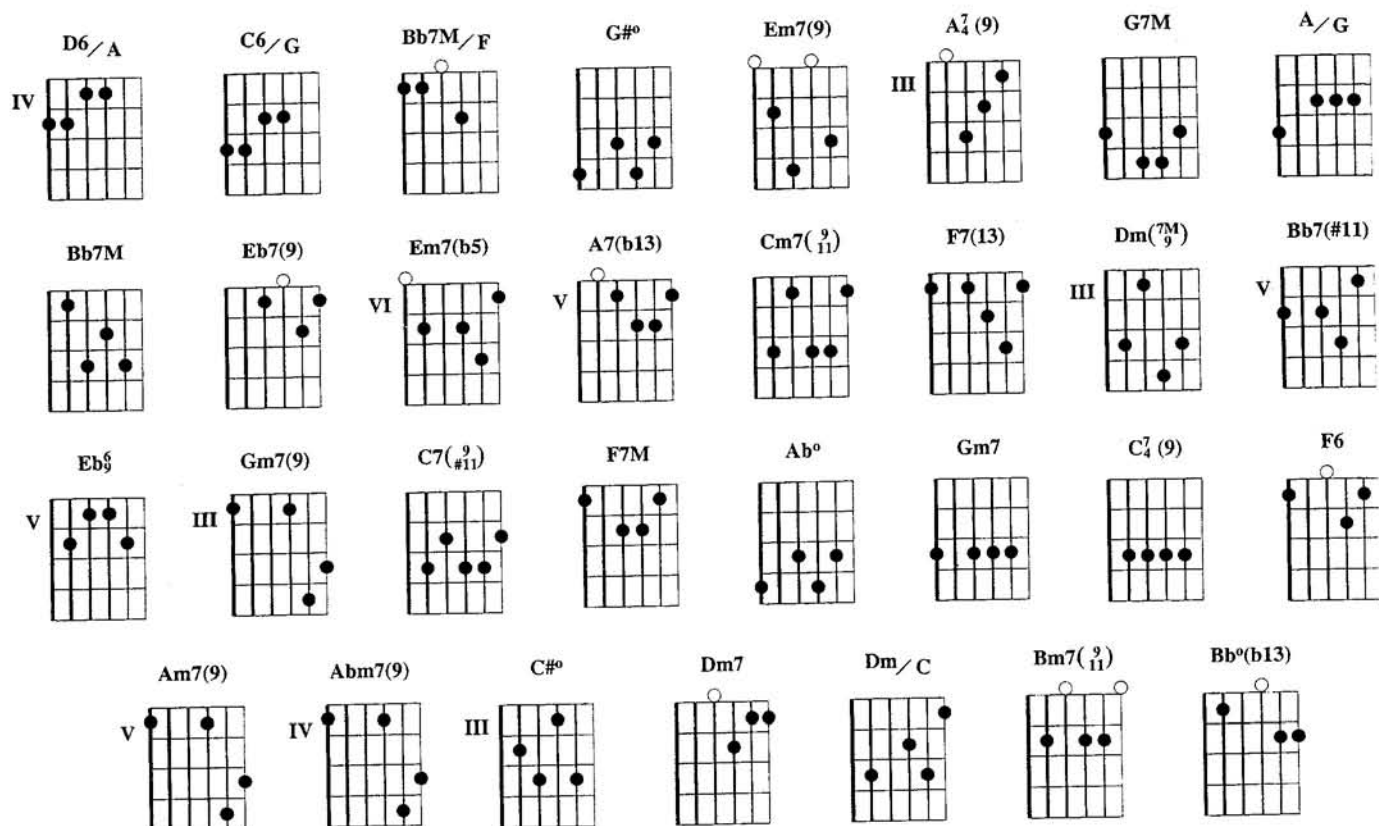 D6/A C6/G Bb7M/F G#º Em7(9) A7/4(9) G7M A/G
IV III
Bb7M Eb7(9) Em7(b5) A7(b13) Cm7(9/11) F7(13) Dm(7M/9) Bb7(#11)
VI V III V
Eb6/9 Gm7(9) C7(9/#11) F7M Abº Gm7 C7/4(9) F6
V III
Am7(9) Abm7(9) C#º Dm7 Dm/C Bm7(9/11) Bbº(b13)
V IV III